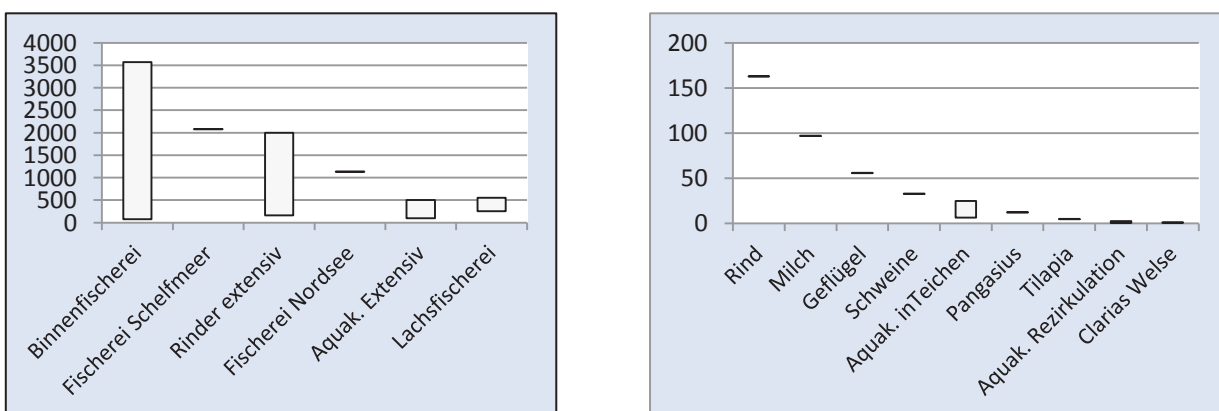 4000
3500
3000
2500
2000
1500
1000
500
0
Binnenfischerei
Fischerei Schelfmeer
Rinder extensiv
Fischerei Nordsee
Aquak. Extensiv
Lachsfischerei
200
150
100
50
0
Rind
Milch
Geflügel
Schweine
Aquak. inTeichen
Pangasius
Tilapia
Aquak. Rezirkulation
Clarias Welse